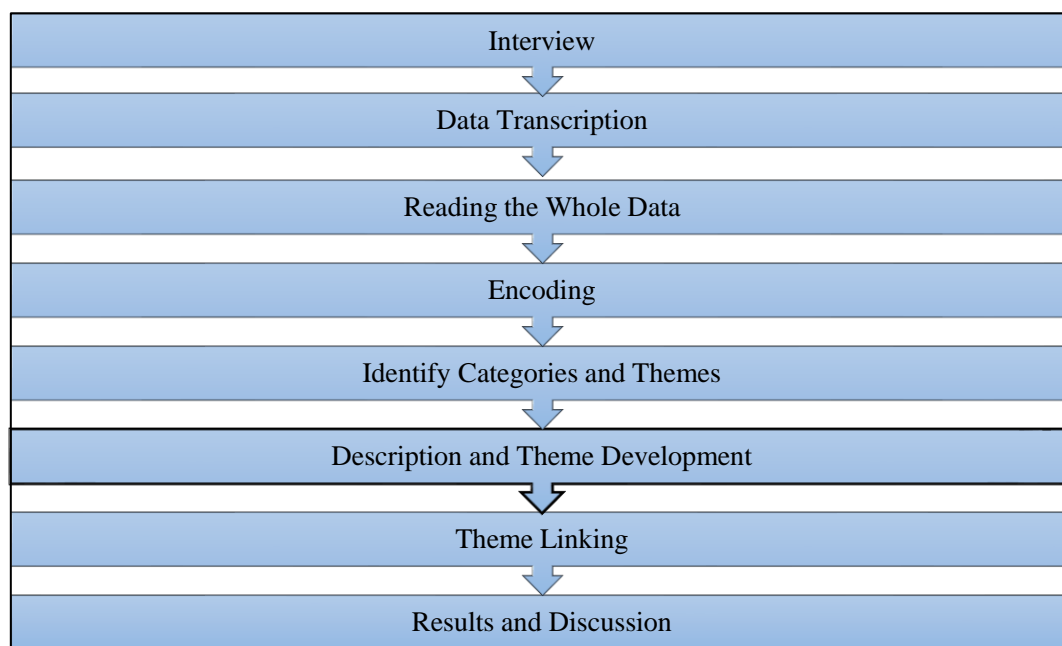 Interview
Data Transcription
Reading the Whole Data
Encoding
Identify Categories and Themes
Description and Theme Development
Theme Linking
Results and Discussion